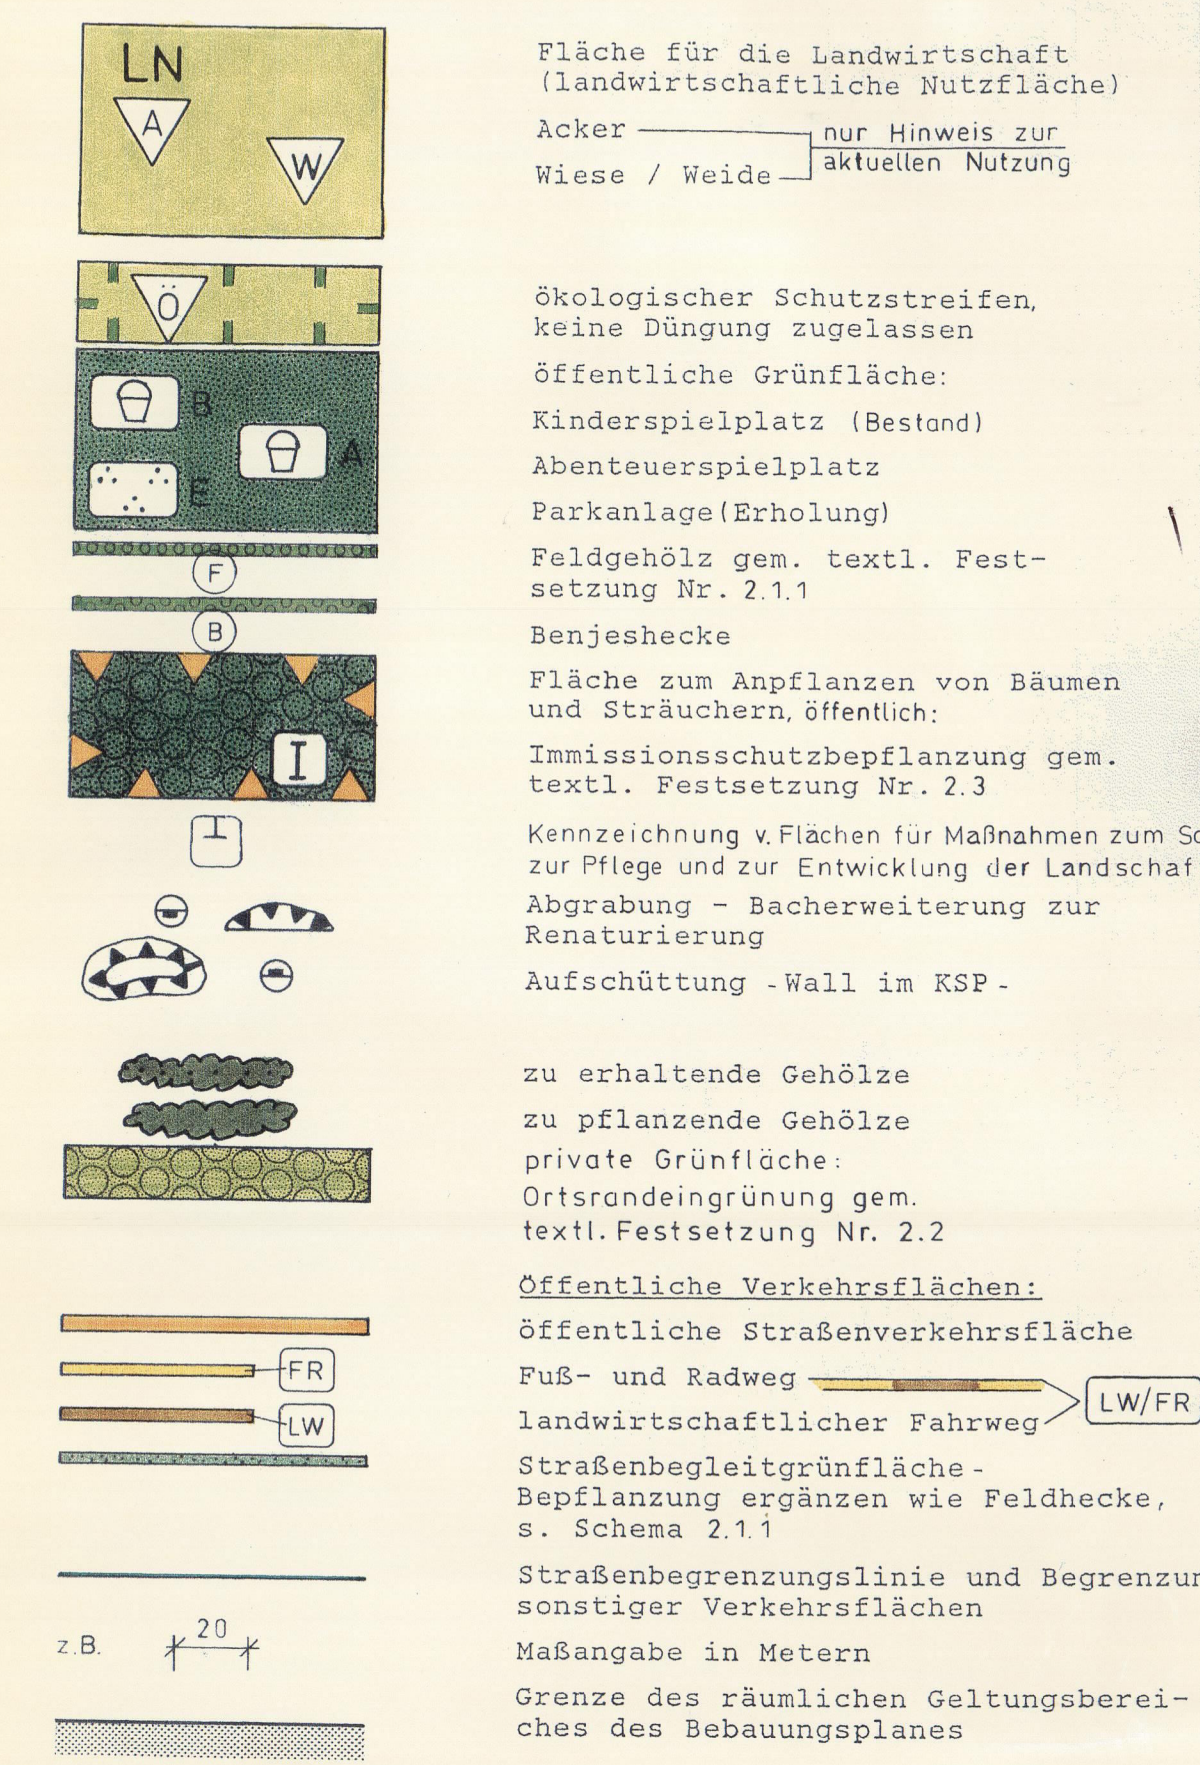 LN
A
W
Fläche für die Landwirtschaft
(landwirtschaftliche Nutzfläche)
Acker
Wiese / Weide
nur Hinweis zur
aktuellen Nutzung
Ö
ökologischer Schutzstreifen,
keine Düngung zugelassen
öffentliche Grünfläche:
B
Kinderspielplatz (Bestand)
A
Abenteuerspielplatz
E
Parkanlage (Erholung)
F
Feldgehölz gem. textl. Fest-
setzung Nr. 2.1.1
B
Benjeshecke
Fläche zum Anpflanzen von Bäumen
und Sträuchern, öffentlich:
I
Immissionsschutzbepflanzung gem.
textl. Festsetzung Nr. 2.3
Kennzeichnung v. Flächen für Maßnahmen zum Sc
zur Pflege und zur Entwicklung der Landschaf
Abgrabung - Bacherweiterung zur
Renaturierung
Aufschüttung - Wall im KSP -
zu erhaltende Gehölze
zu pflanzende Gehölze
private Grünfläche:
Ortsrandeingrünung gem.
textl. Festsetzung Nr. 2.2
Öffentliche Verkehrsflächen:
öffentliche Straßenverkehrsfläche
FR
Fuß- und Radweg
LW/FR
LW
landwirtschaftlicher Fahrweg
Straßenbegleitgrünfläche -
Bepflanzung ergänzen wie Feldhecke,
s. Schema 2.1.1
Straßenbegrenzungslinie und Begrenzun
sonstiger Verkehrsflächen
z.B. 20
Maßangabe in Metern
Grenze des räumlichen Geltungsberei-
ches des Bebauungsplanes